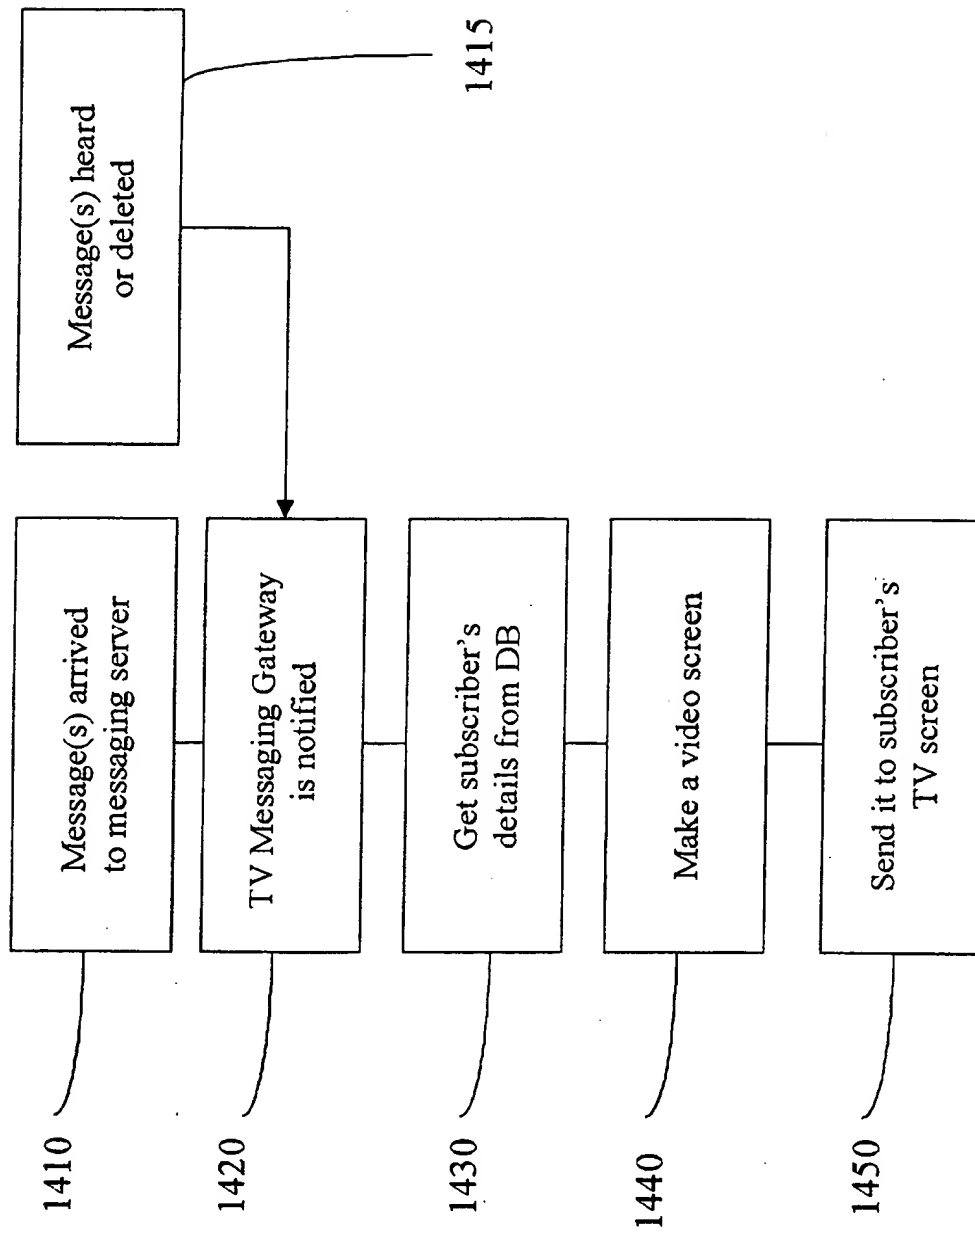 1410
Message(s) arrived
to messaging server
Message(s) heard
or deleted
1415
1420
TV Messaging Gateway
is notified
1430
Get subscriber's
details from DB
1440
Make a video screen
1450
Send it to subscriber's
TV screen